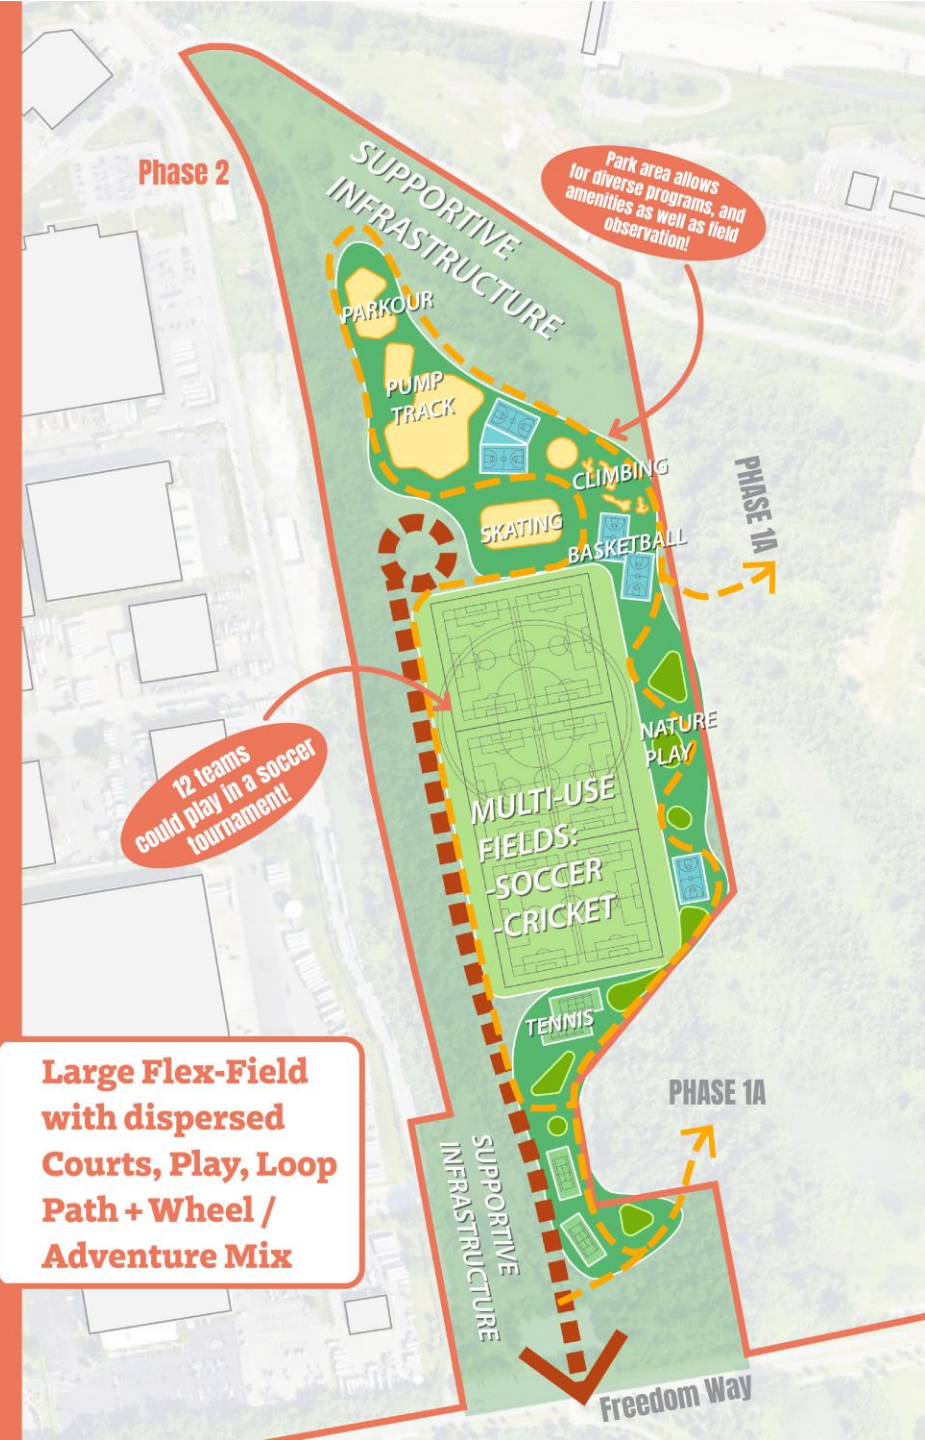 Phase 2
SUPPORTIVE
INFRASTRUCTURE
Park area allows
for diverse programs, and
amenities as well as field
observation!
PARKOUR
PUMP
TRACK
CLIMBING
SKATING
BASKETBALL
PHASE 1A
12 teams
could play in a soccer
tournament!
NATURE
PLAY
MULTI-USE
FIELDS:
-SOCCER
-CRICKET
TENNIS
Large Flex-Field
with dispersed
Courts, Play, Loop
Path + Wheel /
Adventure Mix
PHASE 1A
SUPPORTIVE
INFRASTRUCTURE
Freedom Way